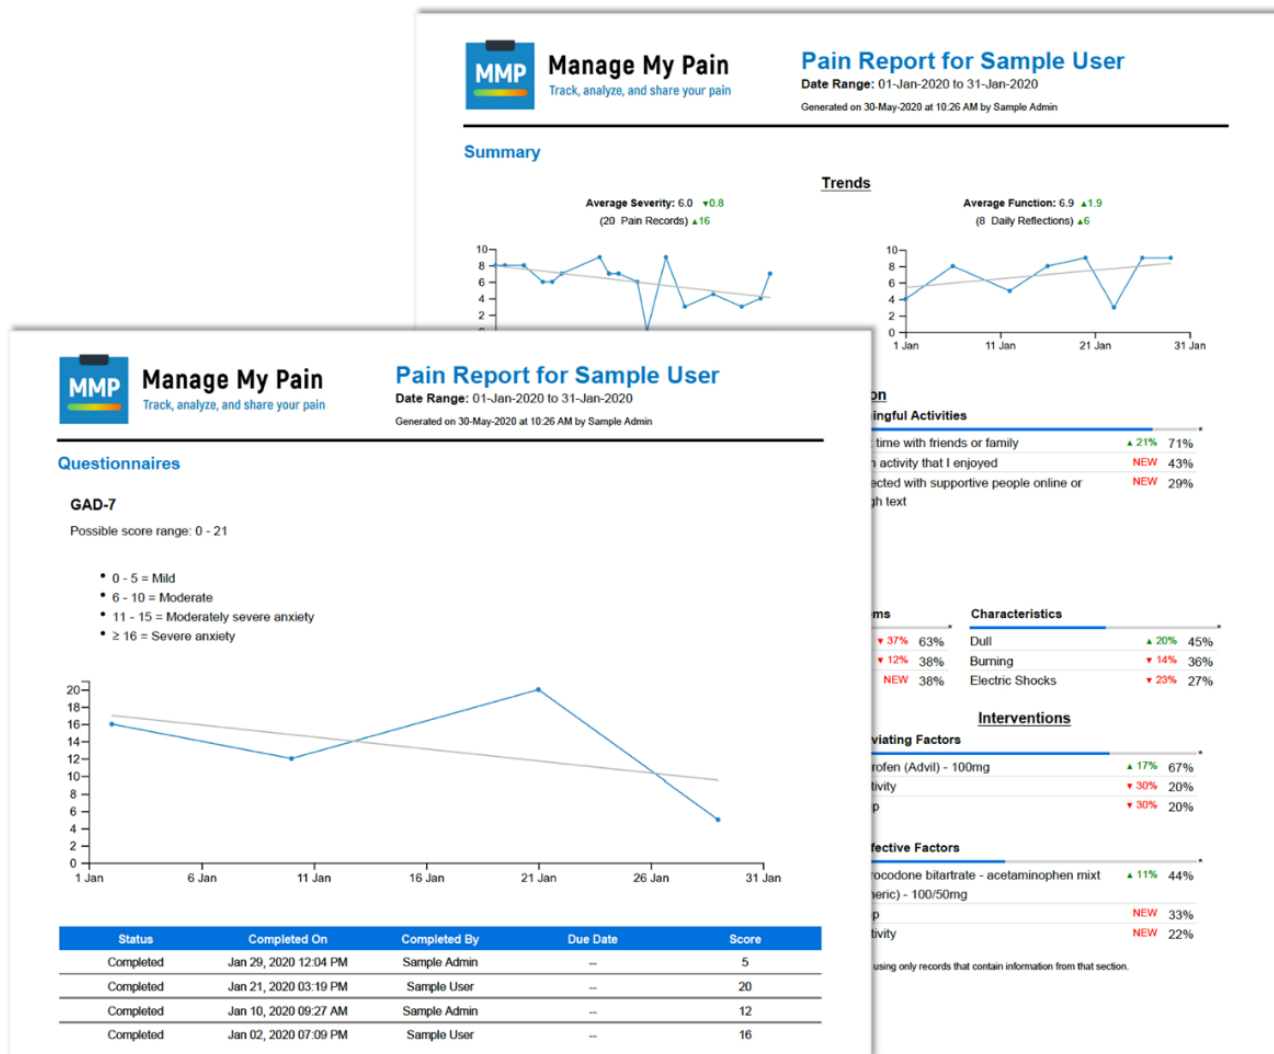 MMP
Manage My Pain
Track, analyze, and share your pain
Pain Report for Sample User
Date Range: 01-Jan-2020 to 31-Jan-2020
Generated on 30-May-2020 at 10:26 AM by Sample Admin
Summary
Trends
Average Severity: 6.0 ▼0.8
(20 Pain Records) ▲16
10
8
6
4
2
Average Function: 6.9 ▲1.9
(8 Daily Reflections) ▲6
10
8
6
4
2
0
1 Jan 11 Jan 21 Jan 31 Jan
Activities
*
time with friends or family ▲ 21% 71%
activity that I enjoyed NEW 43%
with supportive people online or NEW 29%
text
*
▼ 37% 63%
▼ 12% 38%
NEW 38%
Characteristics
*
Dull ▲ 20% 45%
Burning ▼ 14% 36%
Electric Shocks ▼ 23% 27%
Interventions
Factors
*
(Advil) - 100mg ▲ 17% 67%
▼ 30% 20%
▼ 30% 20%
Factors
*
bitartrate - acetaminophen mixt ▲ 11% 44%
- 100/50mg
NEW 33%
NEW 22%
using only records that contain information from that section.
MMP
Manage My Pain
Track, analyze, and share your pain
Pain Report for Sample User
Date Range: 01-Jan-2020 to 31-Jan-2020
Generated on 30-May-2020 at 10:26 AM by Sample Admin
Questionnaires
GAD-7
Possible score range: 0 - 21
• 0 - 5 = Mild
• 6 - 10 = Moderate
• 11 - 15 = Moderately severe anxiety
• ≥ 16 = Severe anxiety
20
18
16
14
12
10
8
6
4
2
0
1 Jan 6 Jan 11 Jan 16 Jan 21 Jan 26 Jan 31 Jan
Status Completed On Completed By Due Date Score
Completed Jan 29, 2020 12:04 PM Sample Admin -- 5
Completed Jan 21, 2020 03:19 PM Sample User -- 20
Completed Jan 10, 2020 09:27 AM Sample Admin -- 12
Completed Jan 02, 2020 07:09 PM Sample User -- 16